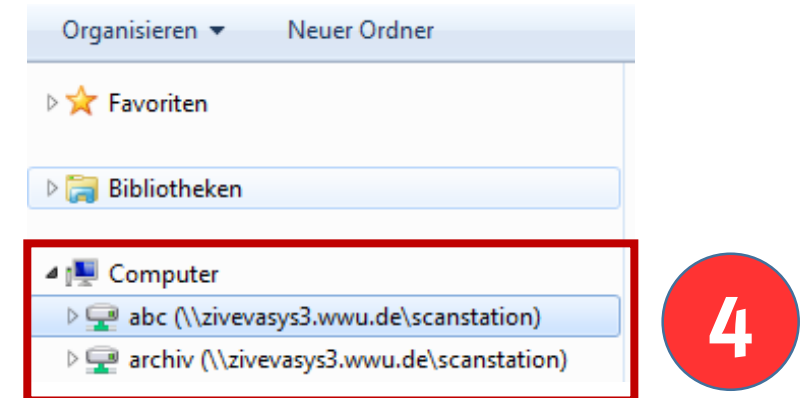 Organisieren Neuer Ordner
Favoriten
Bibliotheken
Computer
abc (\\zivevasys3.wwu.de\scanstation)
archiv (\\zivevasys3.wwu.de\scanstation)
4